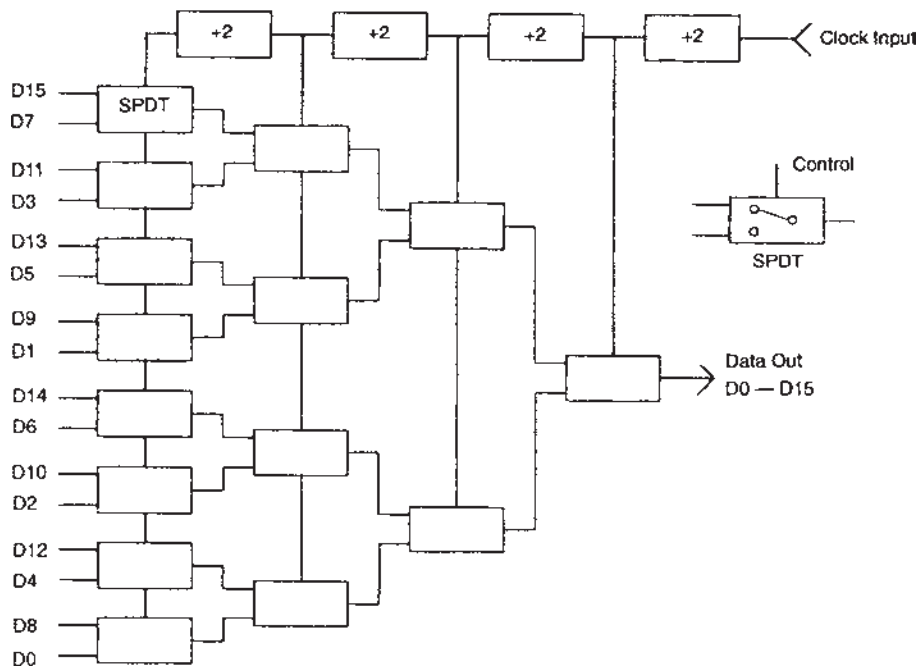 +2
+2
+2
+2
Clock Input
D15
SPDT
D7
D11
D3
Control
D13
D5
SPDT
D9
D1
Data Out
D0 — D15
D14
D6
D10
D2
D12
D4
D8
D0